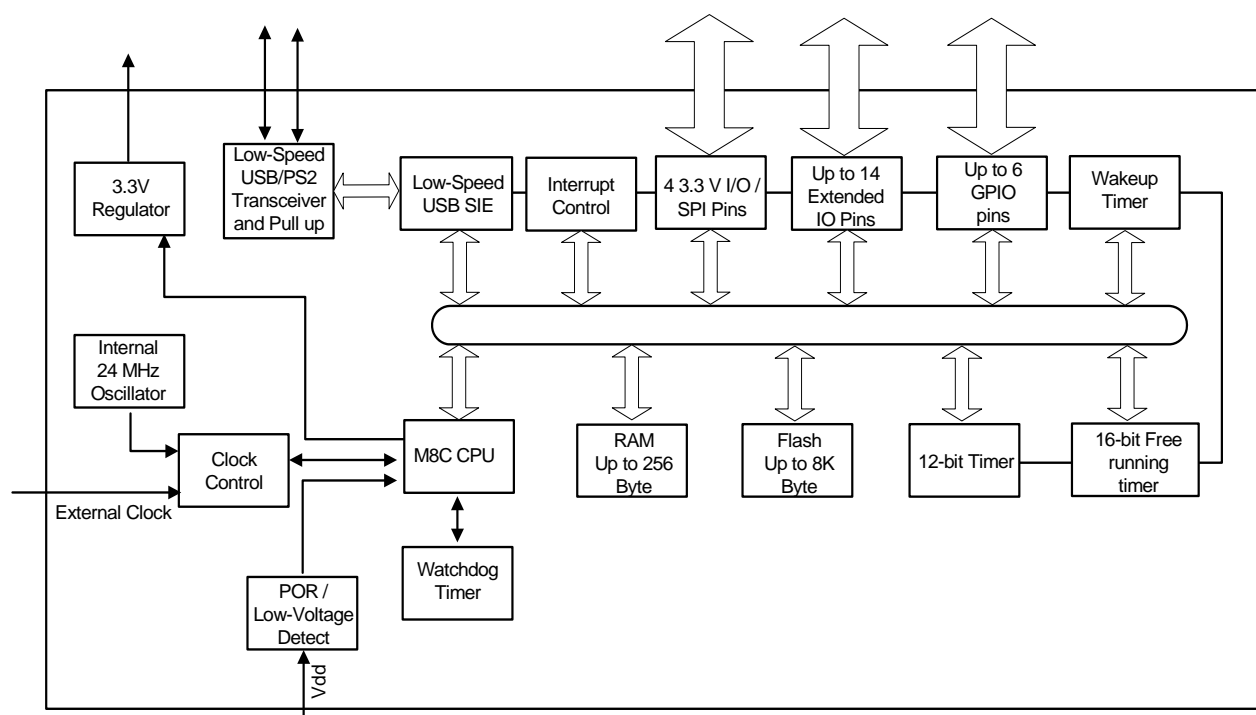 3.3V
Regulator
Low-Speed
USB/PS2
Transceiver
and Pull up
Low-Speed
USB SIE
Interrupt
Control
4 3.3 V I/O /
SPI Pins
Up to 14
Extended
IO Pins
Up to 6
GPIO
pins
Wakeup
Timer
Internal
24 MHz
Oscillator
Clock
Control
External Clock
M8C CPU
RAM
Up to 256
Byte
Flash
Up to 8K
Byte
12-bit Timer
16-bit Free
running
timer
Watchdog
Timer
POR /
Low-Voltage
Detect
Vdd